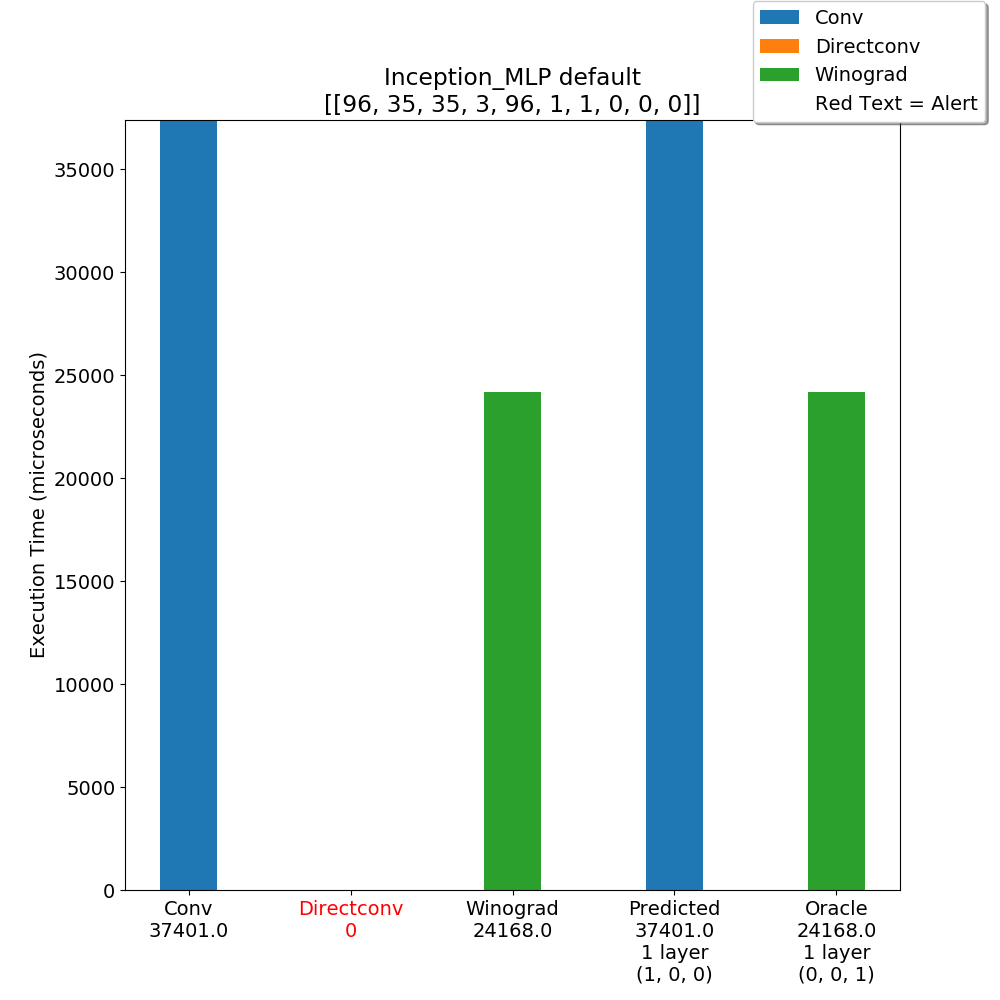 Conv
Directconv
Winograd
Red Text = Alert
Inception_MLP default
[[96, 35, 35, 3, 96, 1, 1, 0, 0, 0]]
Execution Time (microseconds)
35000
30000
25000
20000
15000
10000
5000
0
Conv
37401.0
Directconv
0
Winograd
24168.0
Predicted
37401.0
1 layer
(1, 0, 0)
Oracle
24168.0
1 layer
(0, 0, 1)